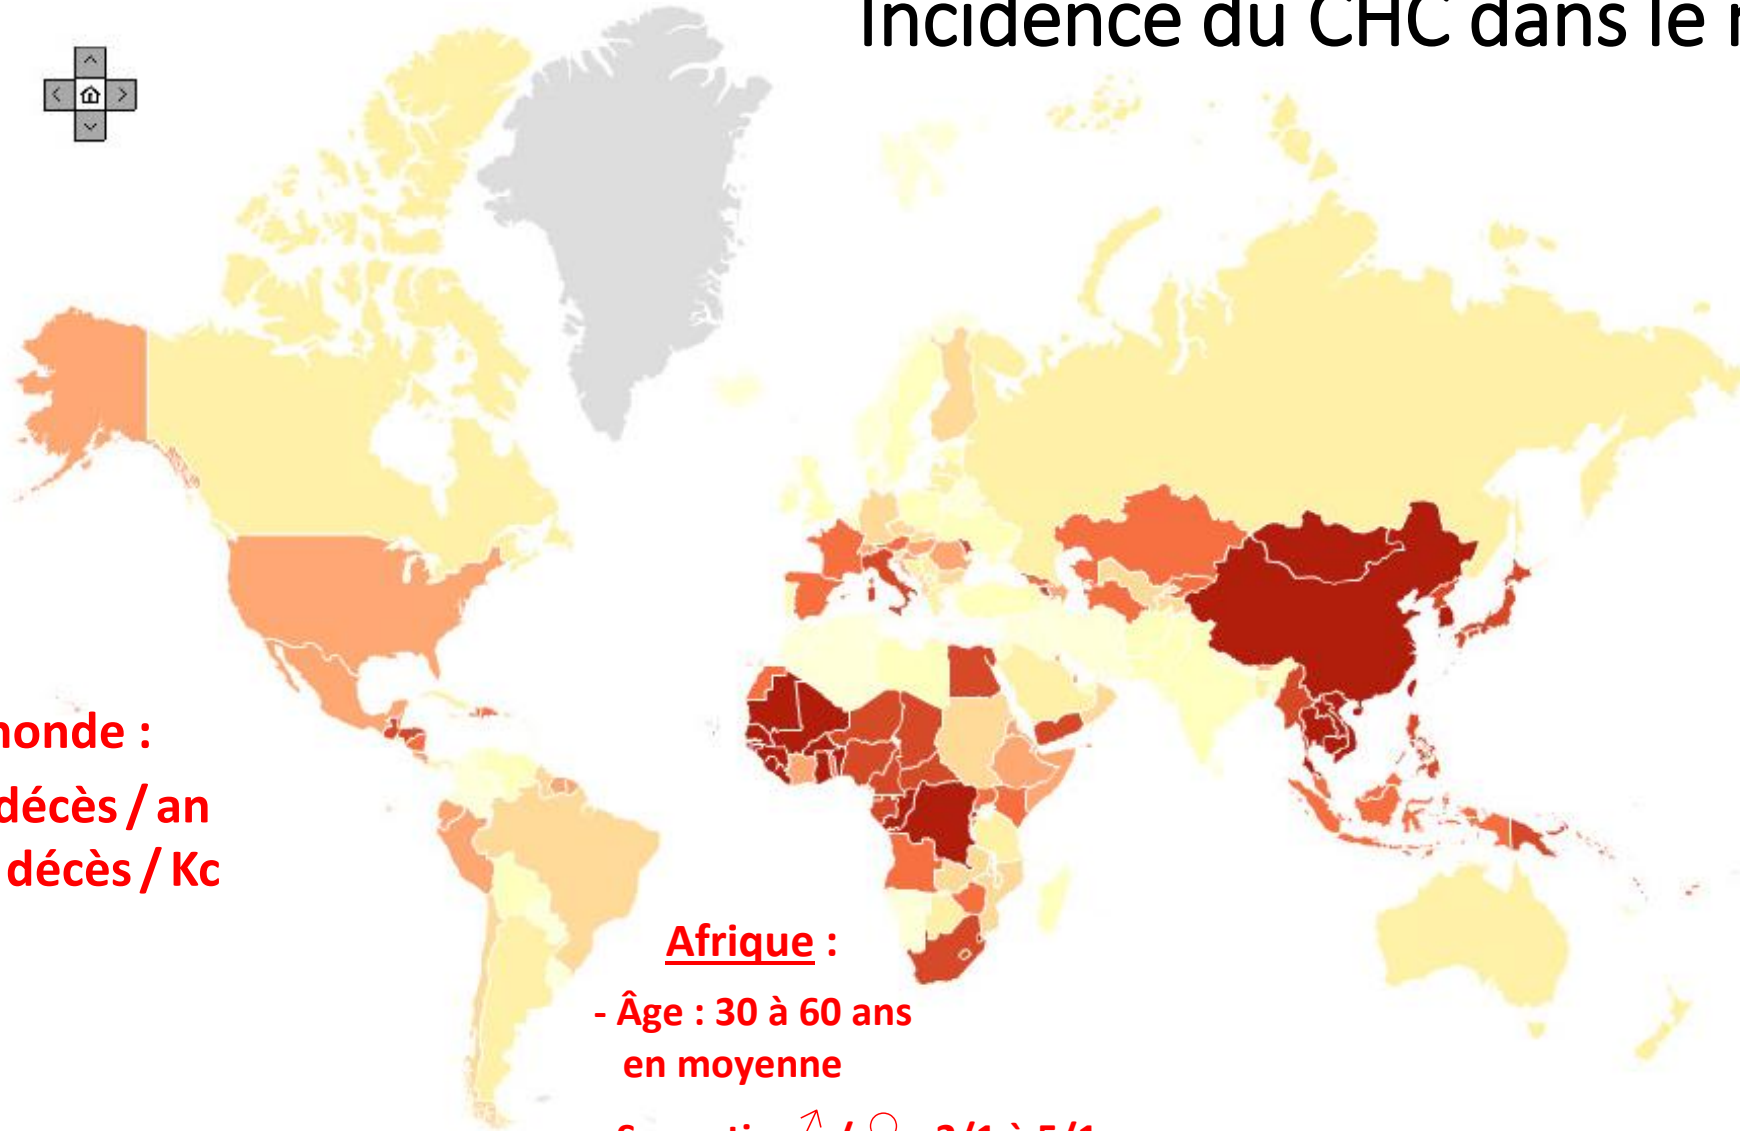 Incidence du CHC dans le
monde :
décès / an
décès / Kc
Afrique :
- Âge : 30 à 60 ans
en moyenne
♂ / ♀